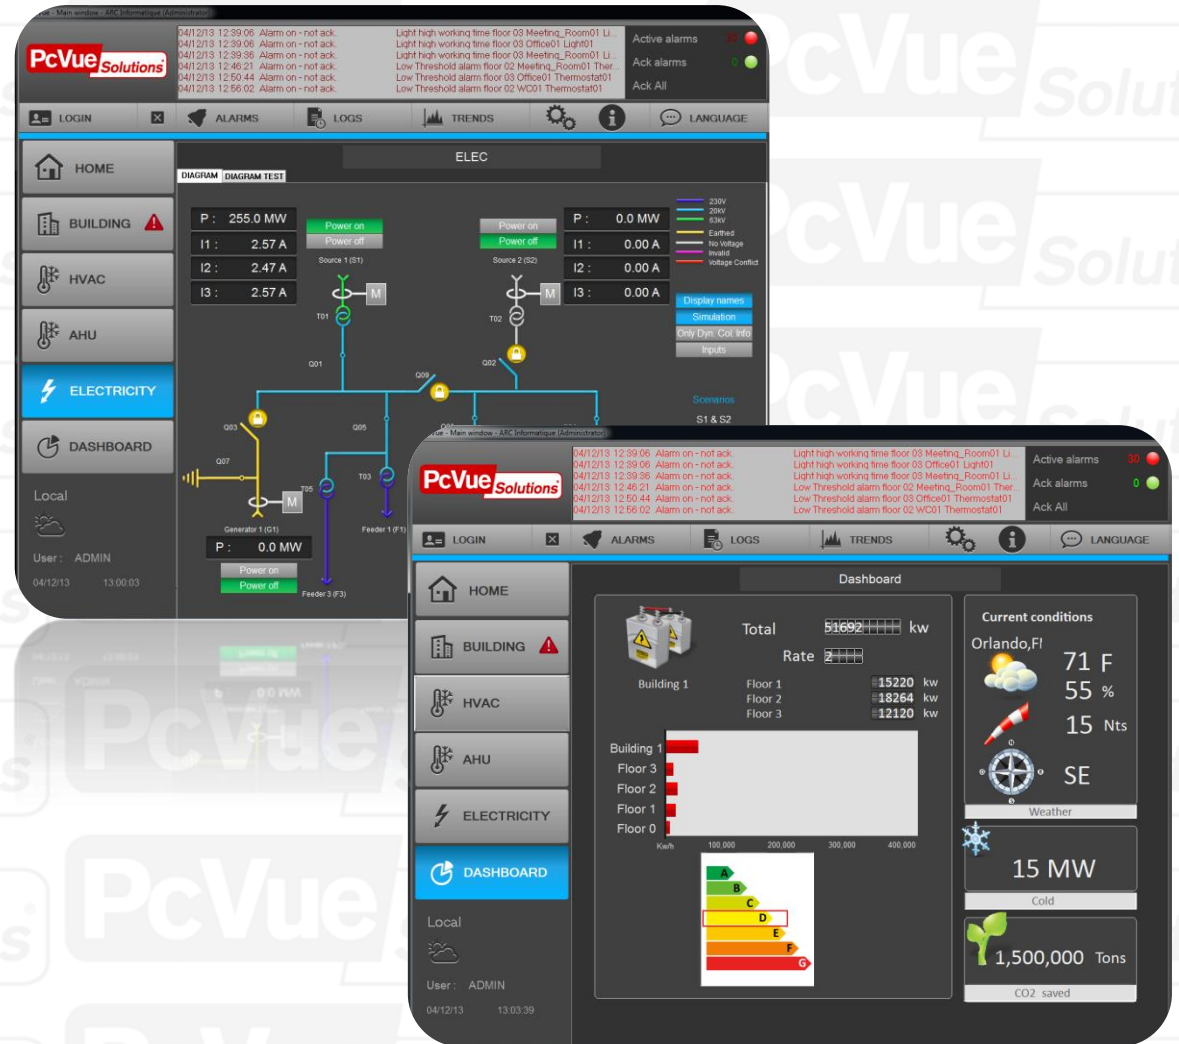 PcVue - Main window - ARC Informatique (Administrator)
PcVue Solutions
04/12/13 12:39:06 Alarm on - not ack. Light high working time floor 03 Meeting_Room01 Li...
04/12/13 12:39:06 Alarm on - not ack. Light high working time floor 03 Office01 Light01
04/12/13 12:39:36 Alarm on - not ack. Light high working time floor 03 Meeting_Room01 Li...
04/12/13 12:46:21 Alarm on - not ack. Low Threshold alarm floor 02 Meeting_Room01 Ther...
04/12/13 12:50:44 Alarm on - not ack. Low Threshold alarm floor 03 Office01 Thermostat01
04/12/13 12:56:02 Alarm on - not ack. Low Threshold alarm floor 02 WC01 Thermostat01
Active alarms 30
Ack alarms 0
Ack All
LOGIN ALARMS LOGS TRENDS LANGUAGE
HOME
BUILDING
HVAC
AHU
ELECTRICITY
DASHBOARD
Local
User : ADMIN
04/12/13 13:00:03
ELEC
DIAGRAM DIAGRAM TEST
P : 255.0 MW
I1 : 2.57 A
I2 : 2.47 A
I3 : 2.57 A
Power on
Power off
Source 1 (S1)
M
T01
Q01
Power on
Power off
Source 2 (S2)
M
T02
Q02
P : 0.0 MW
I1 : 0.00 A
I2 : 0.00 A
I3 : 0.00 A
230V
20kV
63kV
Earthed
No Voltage
Invalid
Voltage Conflict
Display names
Simulation
Only Dyn. Col. Info
Inputs
Scenarios
S1 & S2
Q09
Q03
Q05
Q07
T05
T03
M
Generator 1 (G1)
Feeder 1 (F1)
P : 0.0 MW
Power on
Power off
Feeder 3 (F3)
PcVue - Main window - ARC Informatique (Administrator)
PcVue Solutions
04/12/13 12:39:06 Alarm on - not ack. Light high working time floor 03 Meeting_Room01 Li...
04/12/13 12:39:06 Alarm on - not ack. Light high working time floor 03 Office01 Light01
04/12/13 12:39:36 Alarm on - not ack. Light high working time floor 03 Meeting_Room01 Li...
04/12/13 12:46:21 Alarm on - not ack. Low Threshold alarm floor 02 Meeting_Room01 Ther...
04/12/13 12:50:44 Alarm on - not ack. Low Threshold alarm floor 03 Office01 Thermostat01
04/12/13 12:56:02 Alarm on - not ack. Low Threshold alarm floor 02 WC01 Thermostat01
Active alarms 30
Ack alarms 0
Ack All
LOGIN ALARMS LOGS TRENDS LANGUAGE
HOME
BUILDING
HVAC
AHU
ELECTRICITY
DASHBOARD
Local
User : ADMIN
04/12/13 13:03:39
Dashboard
Building 1
Total 51692 kw
Rate 2
Floor 1 15220 kw
Floor 2 18264 kw
Floor 3 12120 kw
Building 1
Floor 3
Floor 2
Floor 1
Floor 0
Kw/h 100,000 200,000 300,000 400,000
A
B
C
D
E
F
G
Current conditions
Orlando,Fl
71 F
55 %
15 Nts
SE
Weather
15 MW
Cold
1,500,000 Tons
CO2 saved